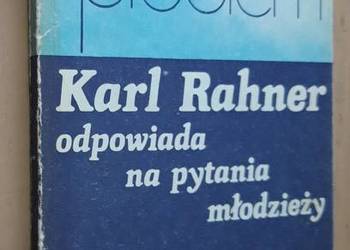 Karl Rahner
odpowiada
na pytania
młodzieży